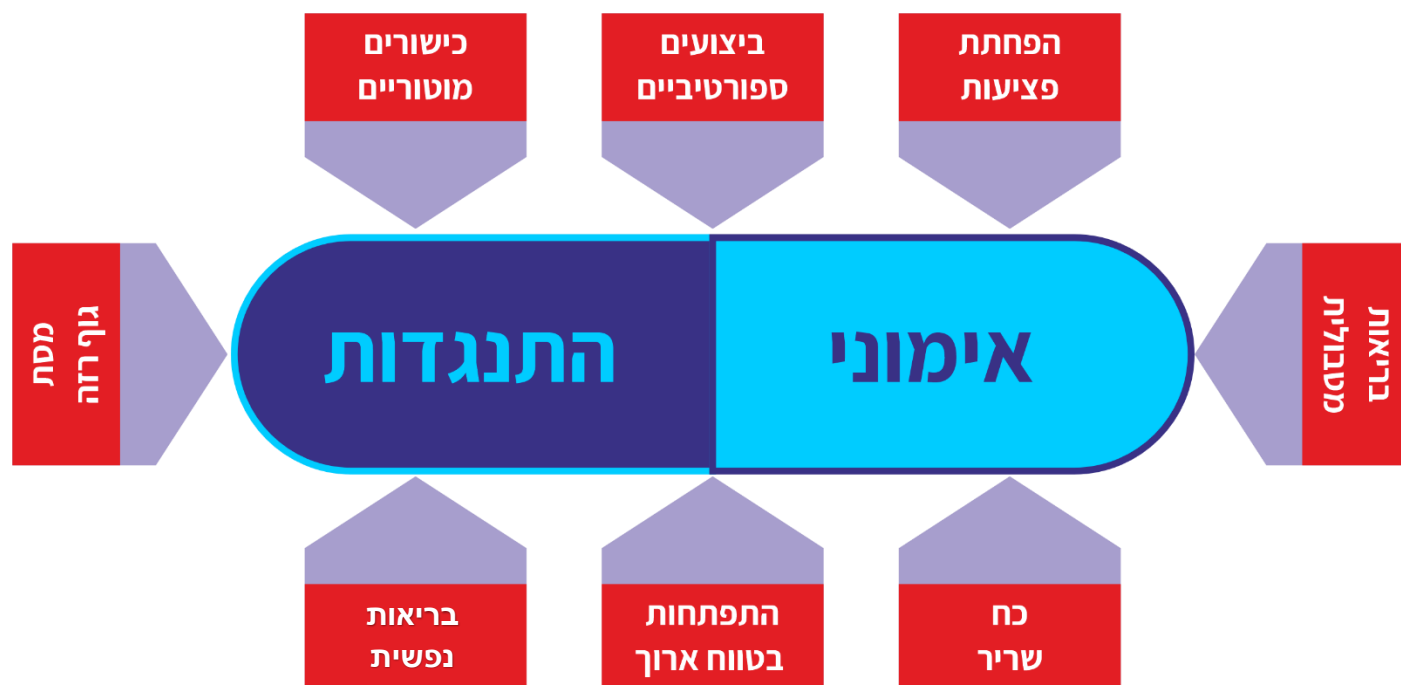 הפחתת
פציעות
ביצועים
ספורטיביים
כישורים
מוטוריים
בריאות
מטבולית
אימוני
התנגדות
מסת
גוף רזה
כח
שריר
התפתחות
בטווח ארוך
בריאות
נפשית